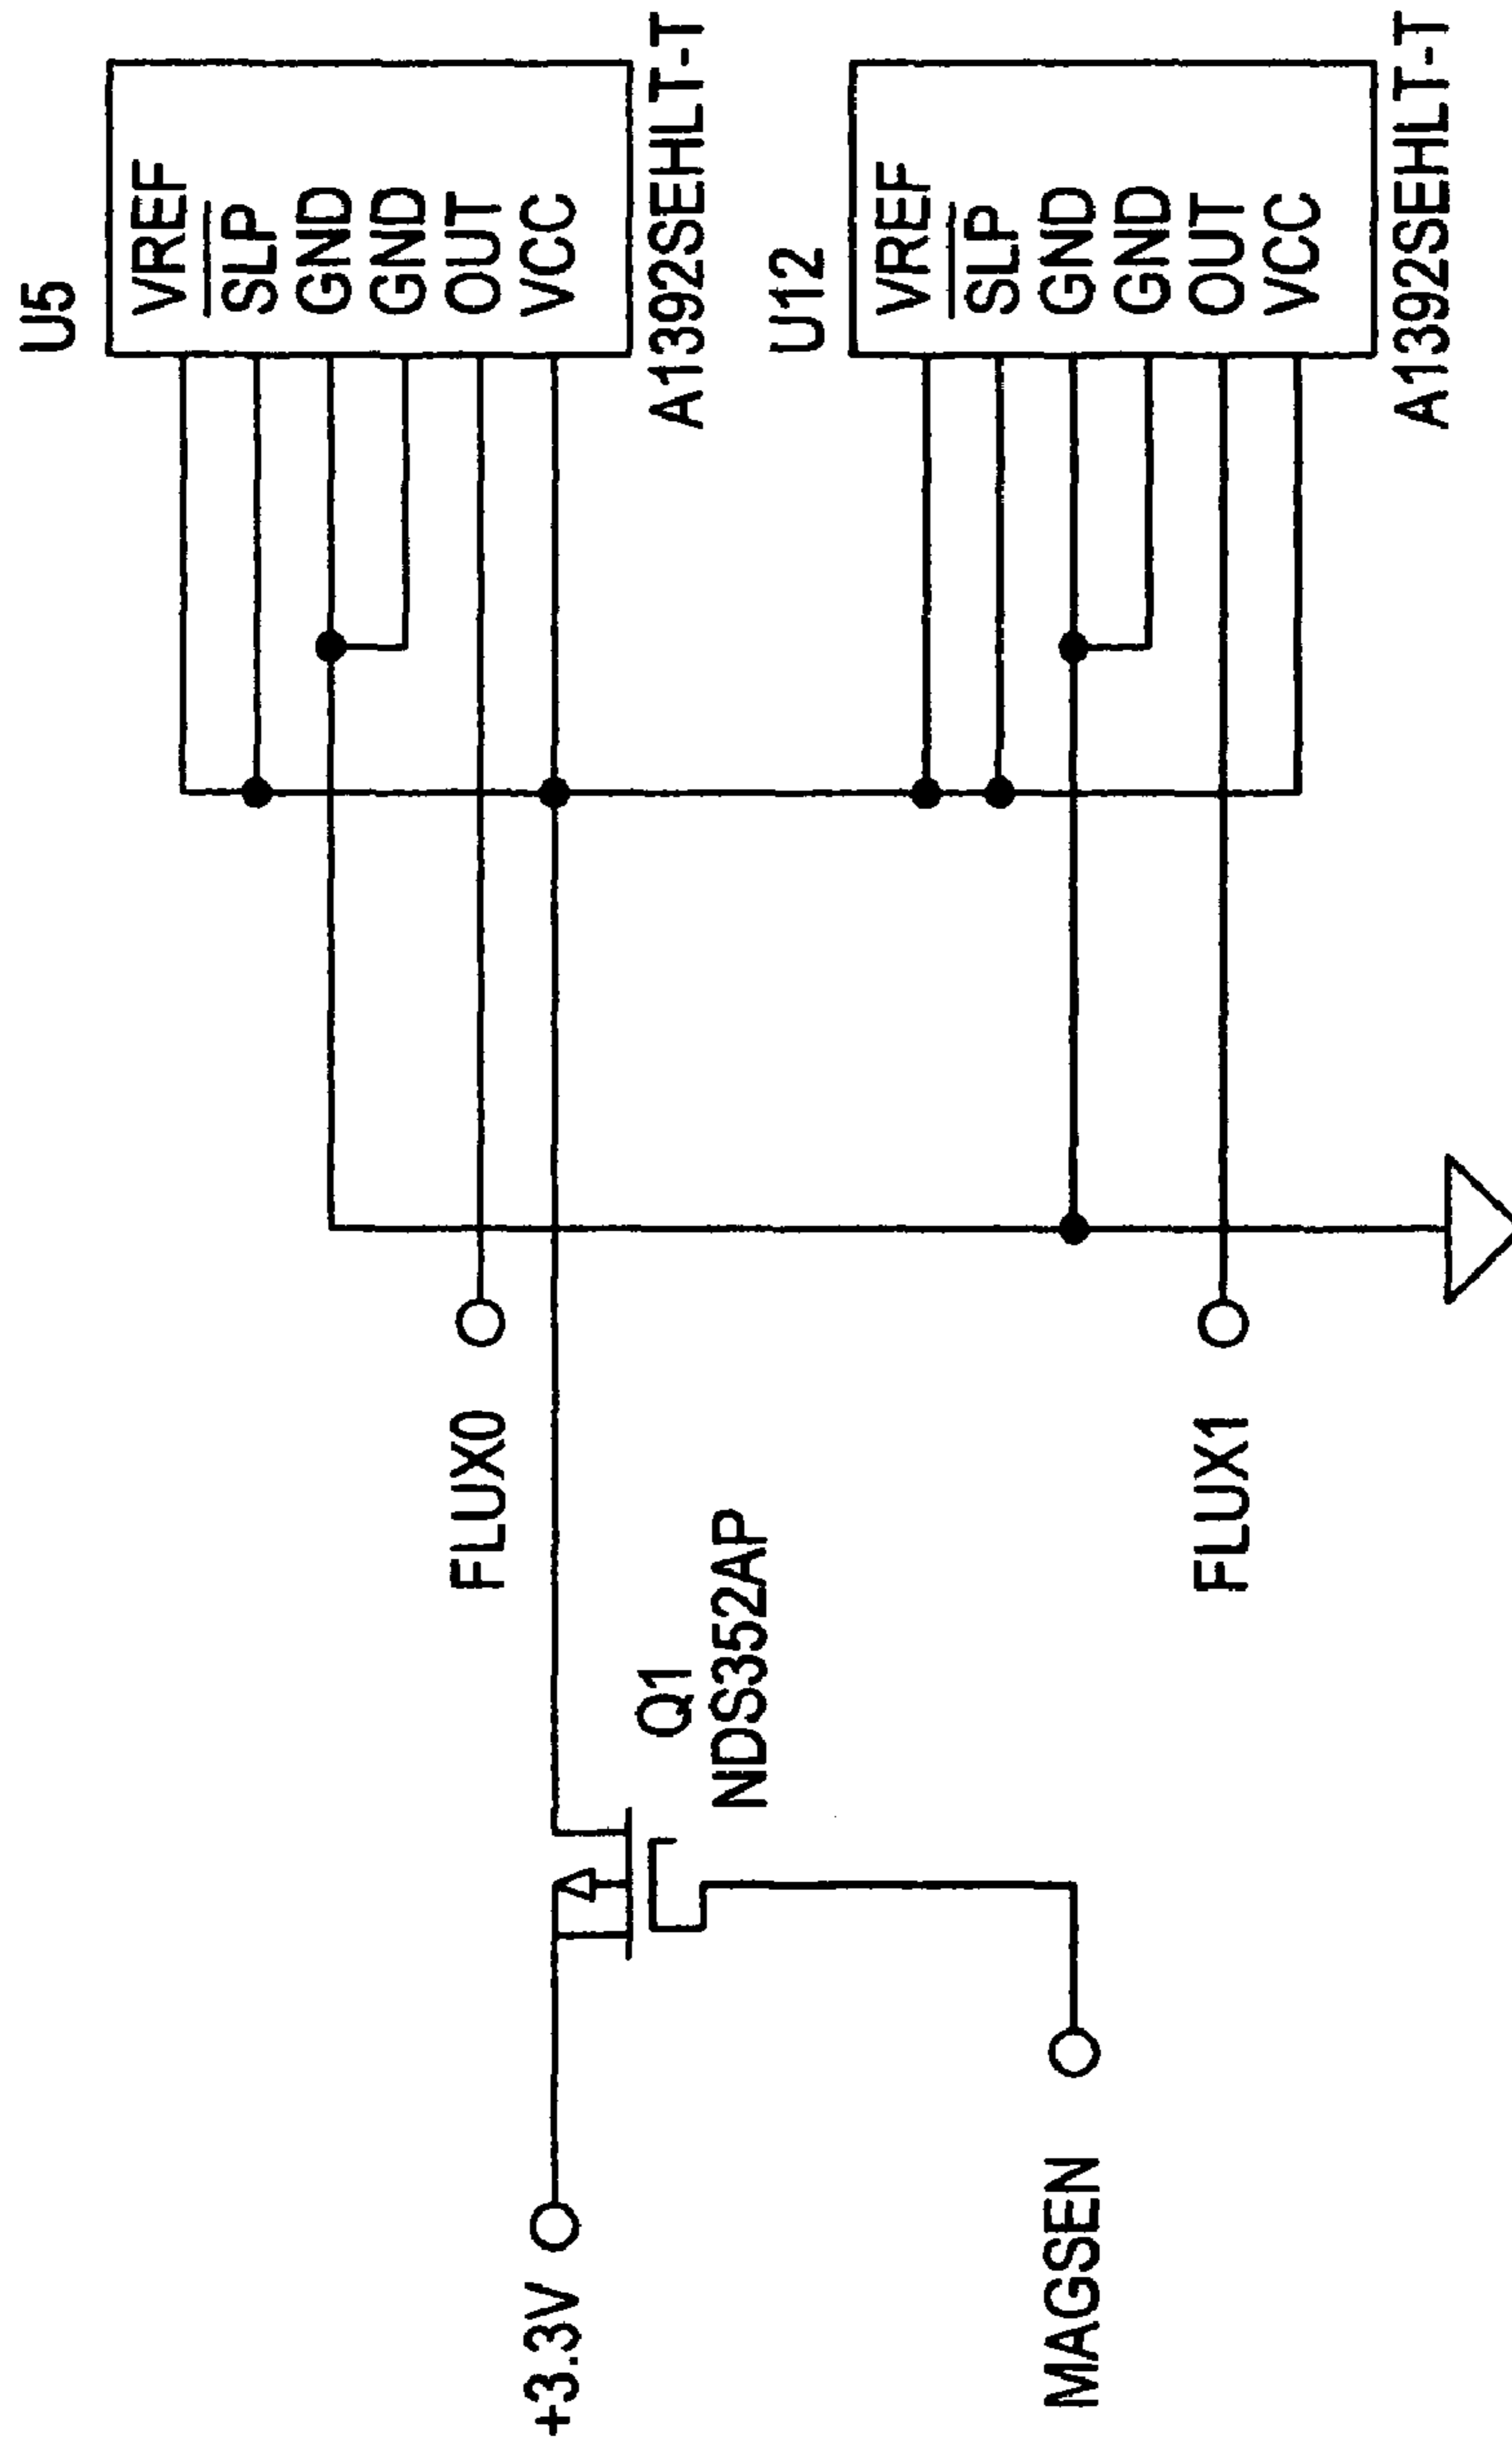 U5
VREF
SLP
GND
GND
OUT
VCC
A1392SEHLT-T
U12
VREF
SLP
GND
GND
OUT
VCC
A1392SEHLT-T
FLUX0
FLUX1
Q1
NDS352AP
+3.3V
MAGSEN